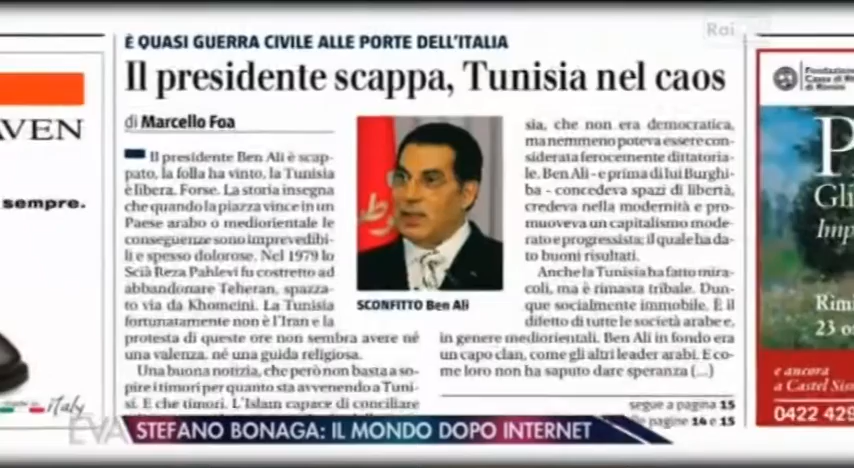 Rai
È QUASI GUERRA CIVILE ALLE PORTE DELL'ITALIA
Il presidente scappa, Tunisia nel caos
AVEN
sempre.
italy
di Marcello Foa
Il presidente Ben Ali è scap-
pato, la folla ha vinto, la Tunisia
è libera. Forse. La storia insegna
che quando la piazza vince in un
Paese arabo o mediorientale le
conseguenze sono imprevedibi-
li e spesso dolorose. Nel 1979 lo
Scià Reza Pahlevi fu costretto ad
abbandonare Teheran, spazza-
to via da Khomeini. La Tunisia
fortunatamente non è l'Iran e la
protesta di queste ore non sembra avere né
una valenza, né una guida religiosa.
Una buona notizia, che però non basta a so-
pire i timori per quanto sta avvenendo a Tuni-
si. E che timori. L'Islam capace di conciliare
SCONFITTO Ben Ali
sia, che non era democratica,
ma nemmeno poteva essere con-
siderata ferocemente dittatoria-
le. Ben Ali - e prima di lui Burghi-
ba - concedeva spazi di libertà,
credeva nella modernità e pro-
muoveva un capitalismo mode-
rato e progressista; il quale ha da-
to buoni risultati.
Anche la Tunisia ha fatto mira-
coli, ma è rimasta tribale. Dun-
que socialmente immobile. È il
difetto di tutte le società arabe e,
in genere mediorientali. Ben Ali in fondo era
un capo clan, come gli altri leader arabi. E co-
me loro non ha saputo dare speranza (...)
segue a pagina 15
pagine 14 e 15
Fondazione
Cassa di Ri
di Rimini
P
Gli
Imp
Rimi
23 o
e ancora
a Castel Sis
0422 429
EVA
STEFANO BONAGA: IL MONDO DOPO INTERNET